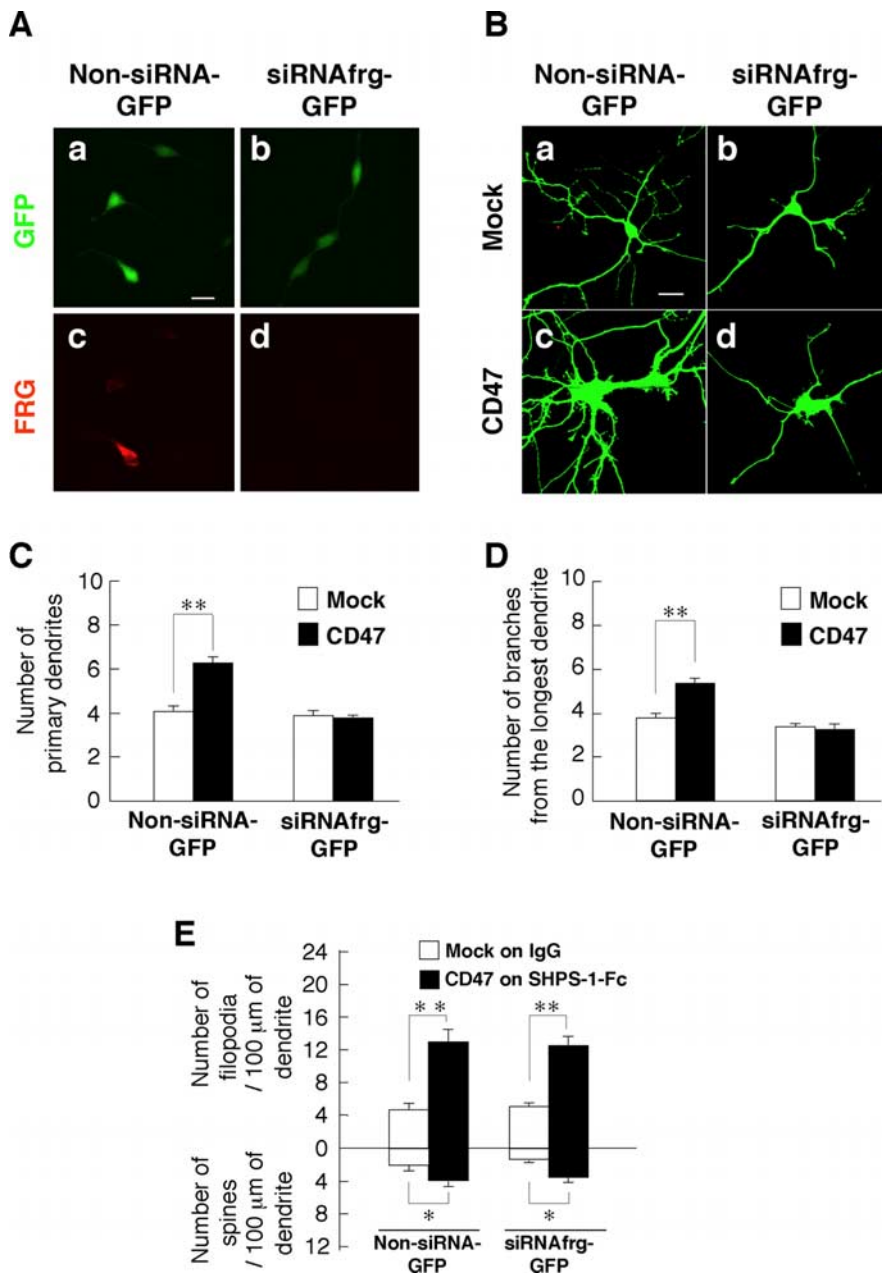 A
Non-siRNA-
GFP
siRNAfrg-
GFP
GFP
a
b
FRG
c
d
B
Non-siRNA-
GFP
siRNAfrg-
GFP
Mock
a
b
CD47
c
d
C
Number of
primary dendrites
10
8
6
4
2
0
**
Mock
CD47
Non-siRNA-
GFP
siRNAfrg-
GFP
D
Number of branches
from the longest dendrite
10
8
6
4
2
0
**
Mock
CD47
Non-siRNA-
GFP
siRNAfrg-
GFP
E
Number of
filopodia
/ 100 μm of
dendrite
Number of
spines
/ 100 μm of
dendrite
24
20
16
12
8
4
0
4
8
12
Mock on IgG
CD47 on SHPS-1-Fc
* *
**
*
*
Non-siRNA-
GFP
siRNAfrg-
GFP